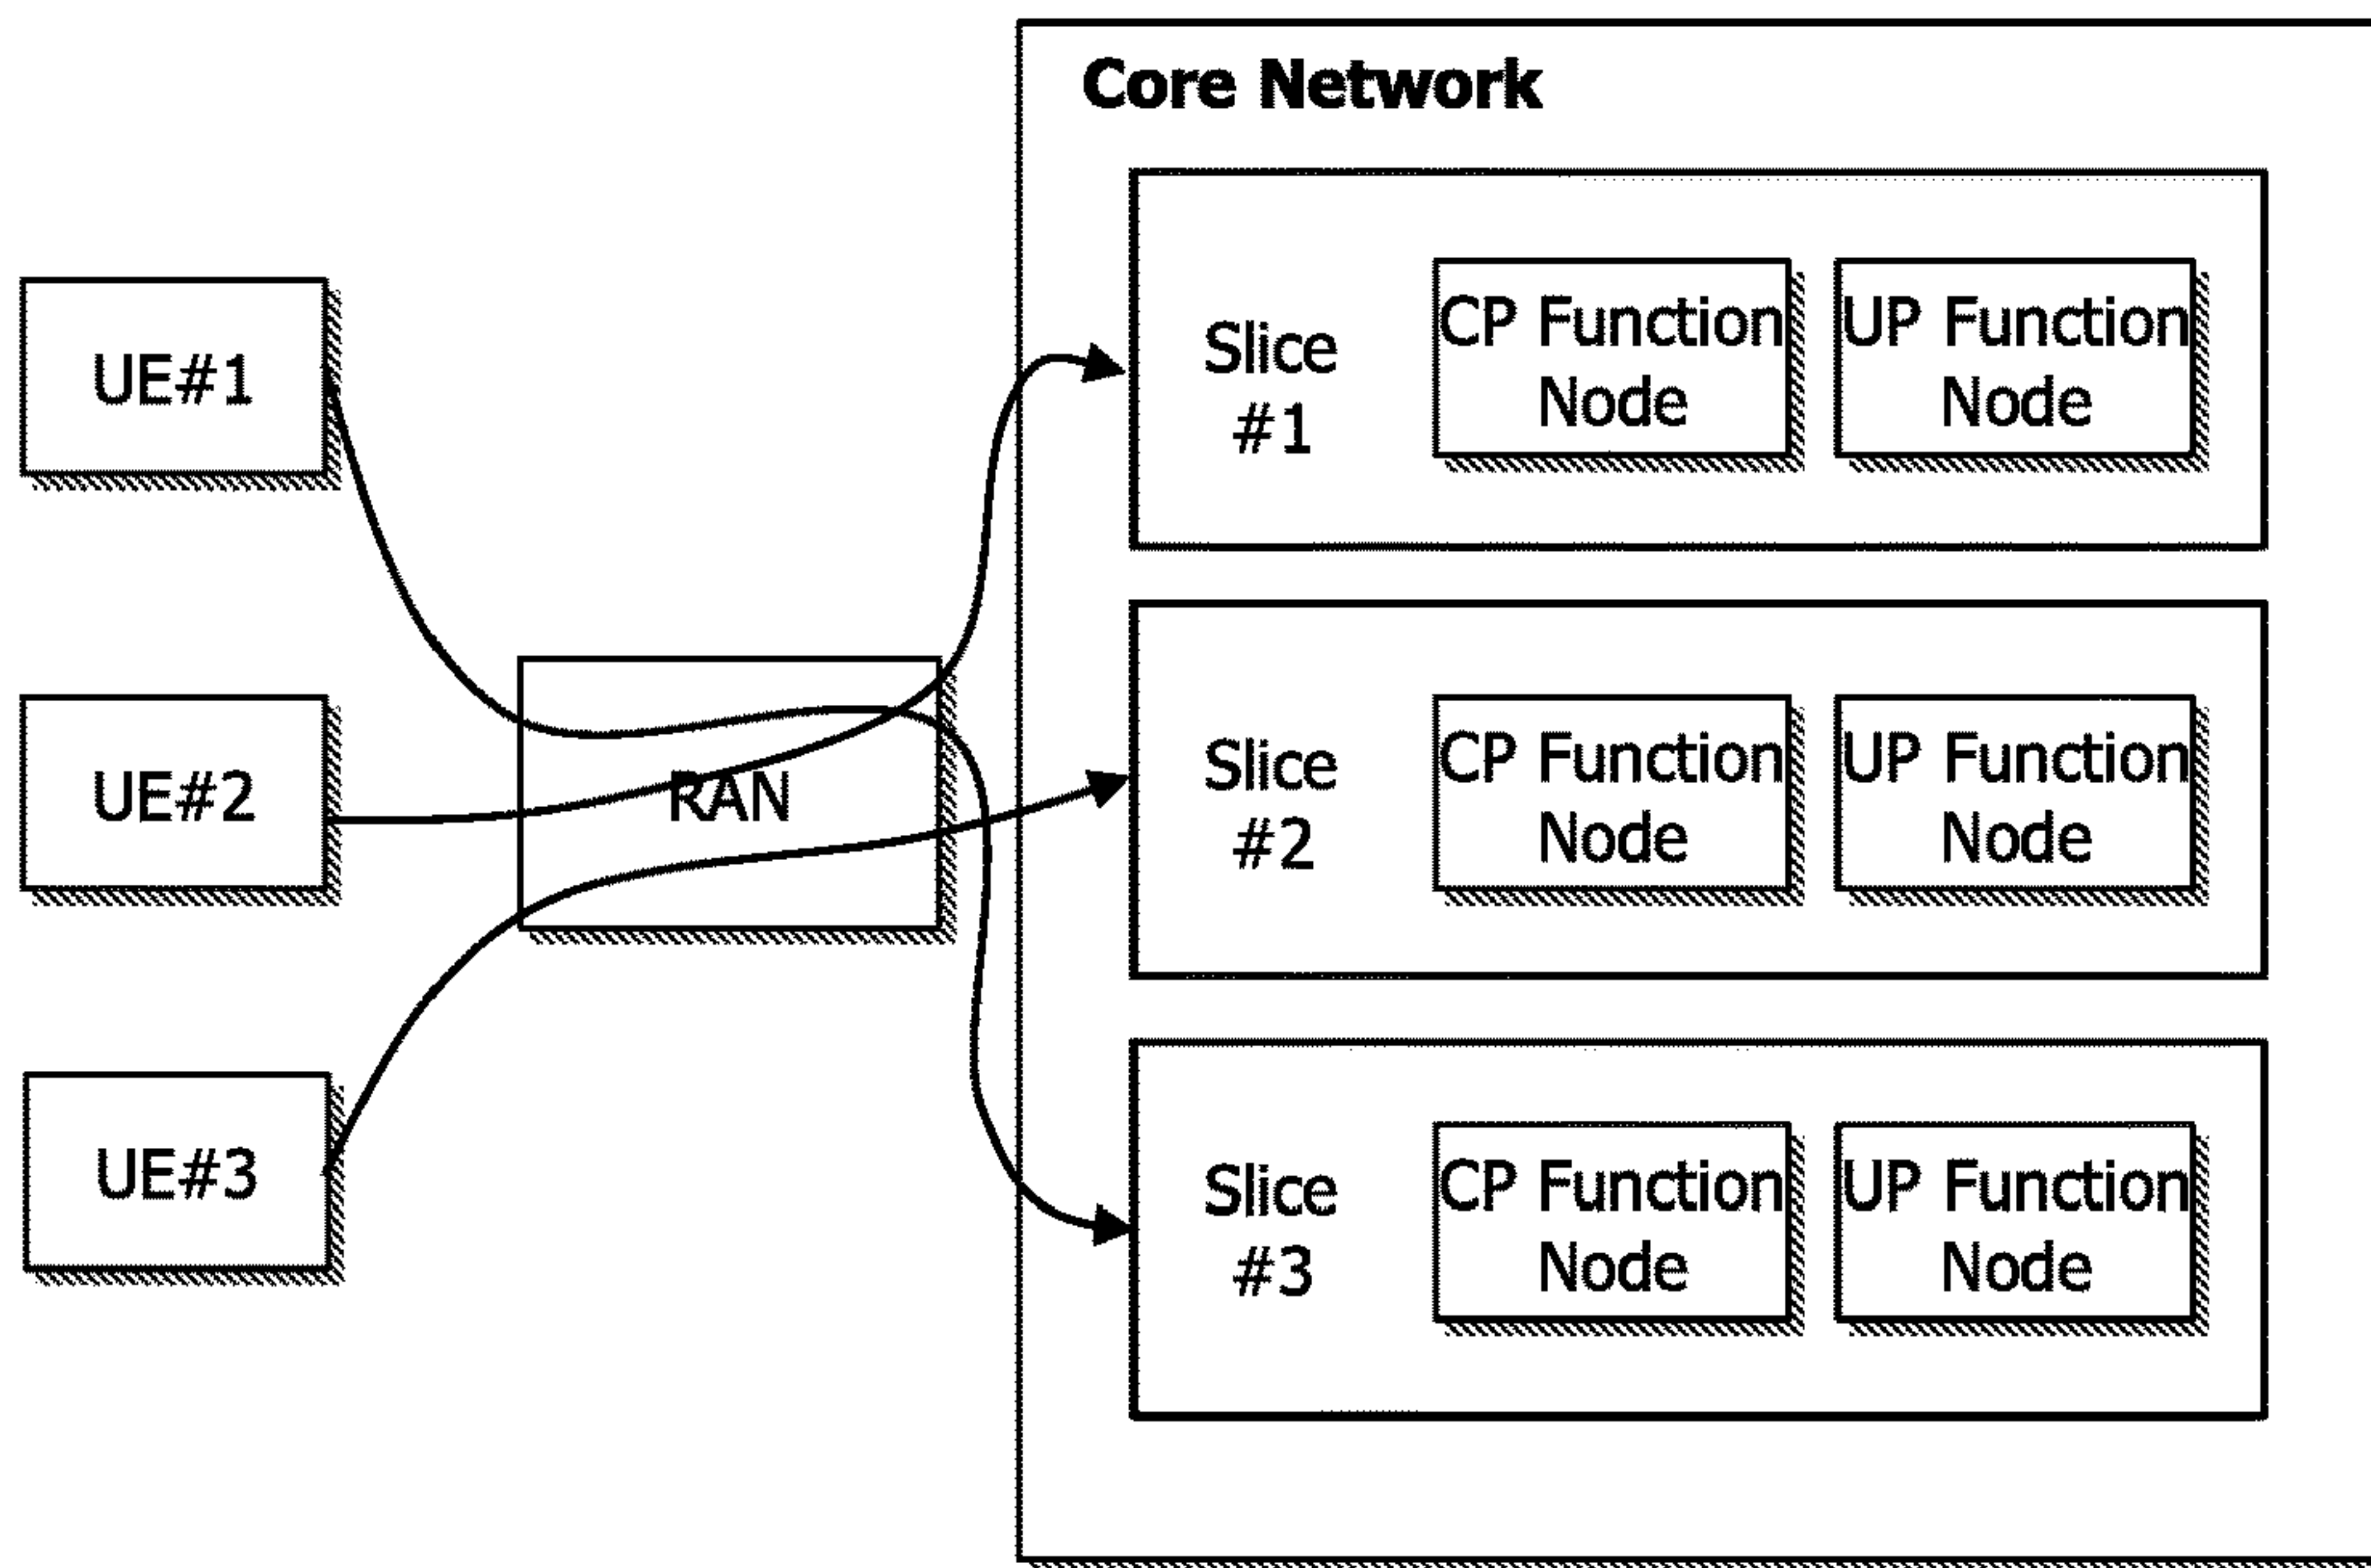 Core Network
UE#1
UE#2
UE#3
RAN
Slice
#1
CP Function
Node
UP Function
Node
Slice
#2
CP Function
Node
UP Function
Node
Slice
#3
CP Function
Node
UP Function
Node